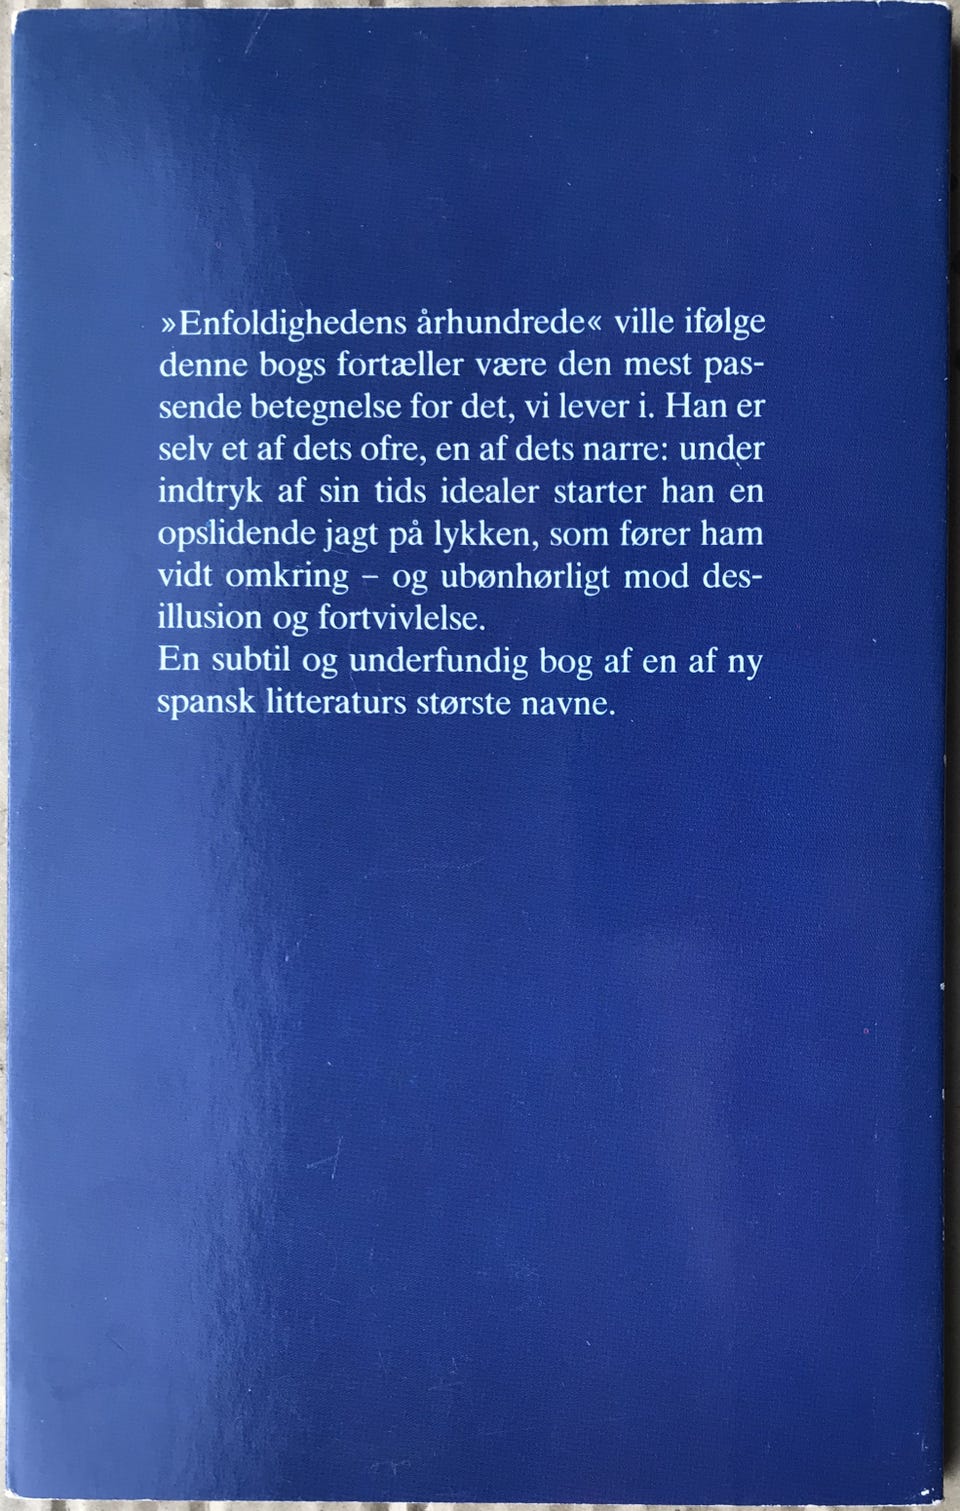 »Enfoldighedens århundrede« ville ifølge
denne bogs fortæller være den mest pas-
sende betegnelse for det, vi lever i. Han er
selv et af dets ofre, en af dets narre: under
indtryk af sin tids idealer starter han en
opslidende jagt på lykken, som fører ham
vidt omkring – og ubønhørligt mod des-
illusion og fortvivlelse.
En subtil og underfundig bog af en af ny
spansk litteraturs største navne.